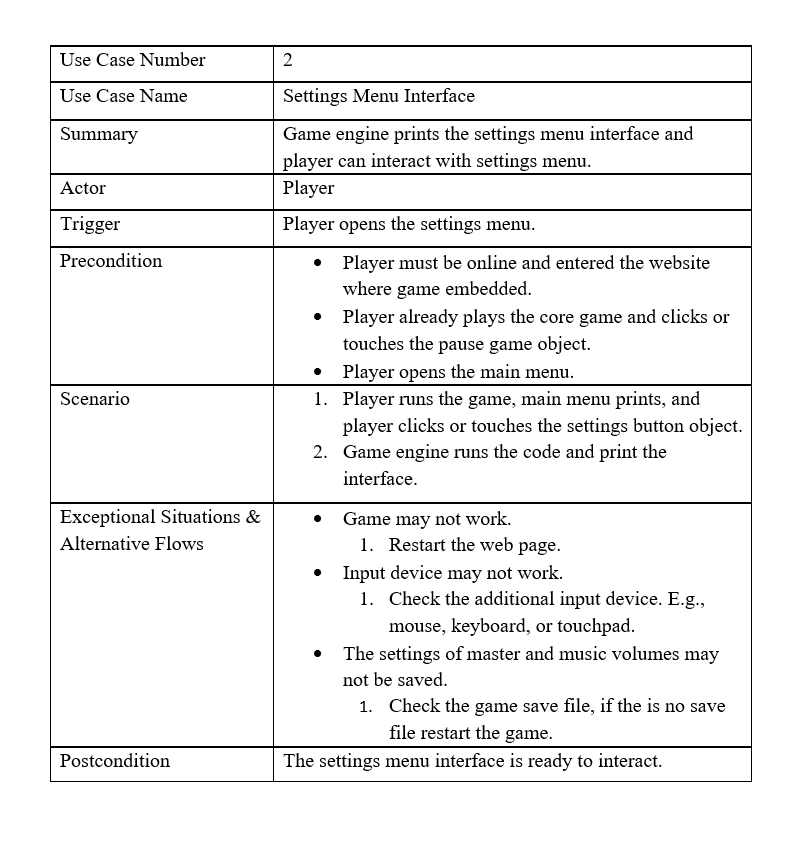 Use Case Number 2
Use Case Name Settings Menu Interface
Summary Game engine prints the settings menu interface and
player can interact with settings menu.
Actor Player
Trigger Player opens the settings menu.
Precondition • Player must be online and entered the website
where game embedded.
• Player already plays the core game and clicks or
touches the pause game object.
• Player opens the main menu.
Scenario 1. Player runs the game, main menu prints, and
player clicks or touches the settings button object.
2. Game engine runs the code and print the
interface.
Exceptional Situations &
Alternative Flows
• Game may not work.
1. Restart the web page.
• Input device may not work.
1. Check the additional input device. E.g.,
mouse, keyboard, or touchpad.
• The settings of master and music volumes may
not be saved.
1. Check the game save file, if the is no save
file restart the game.
Postcondition The settings menu interface is ready to interact.